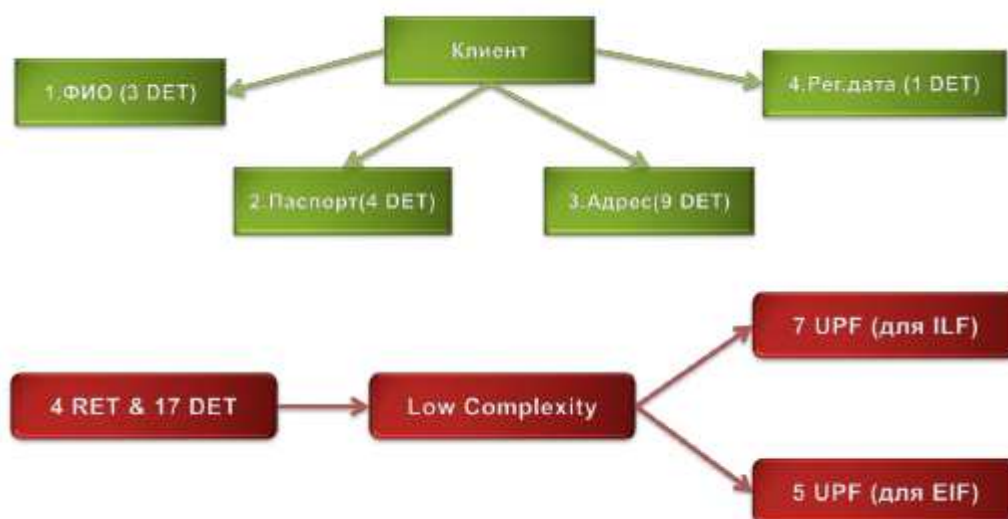 Клиент
1.ФИО (3 DET)
4.Рег.дата (1 DET)
2.Паспорт(4 DET)
3.Адрес(9 DET)
7 UPF (для ILF)
4 RET & 17 DET
Low Complexity
5 UPF (для EIF)